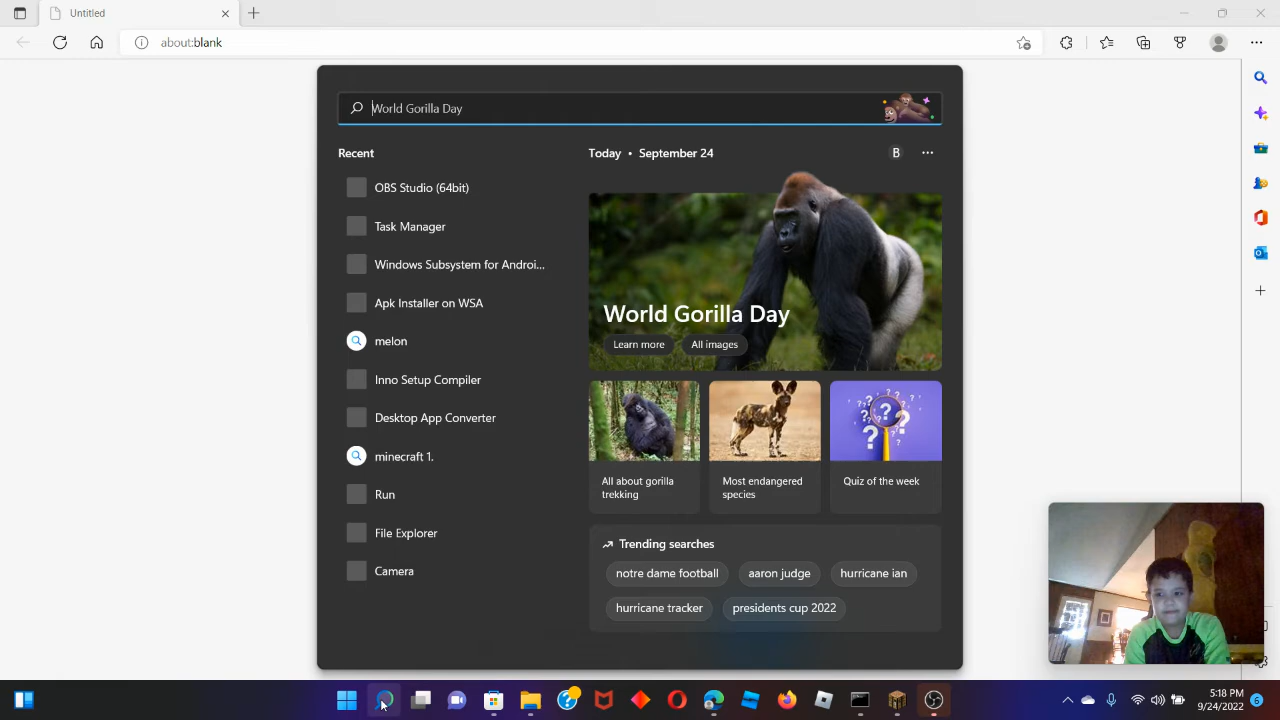 Untitled
about:blank
World Gorilla Day
Recent
OBS Studio (64bit)
Task Manager
Windows Subsystem for Androi...
Apk Installer on WSA
melon
Inno Setup Compiler
Desktop App Converter
minecraft 1.
Run
File Explorer
Camera
Today • September 24
B
World Gorilla Day
Learn more
All images
All about gorilla
trekking
Most endangered
species
Quiz of the week
Trending searches
notre dame football
aaron judge
hurricane ian
hurricane tracker
presidents cup 2022
5:18 PM
9/24/2022
6